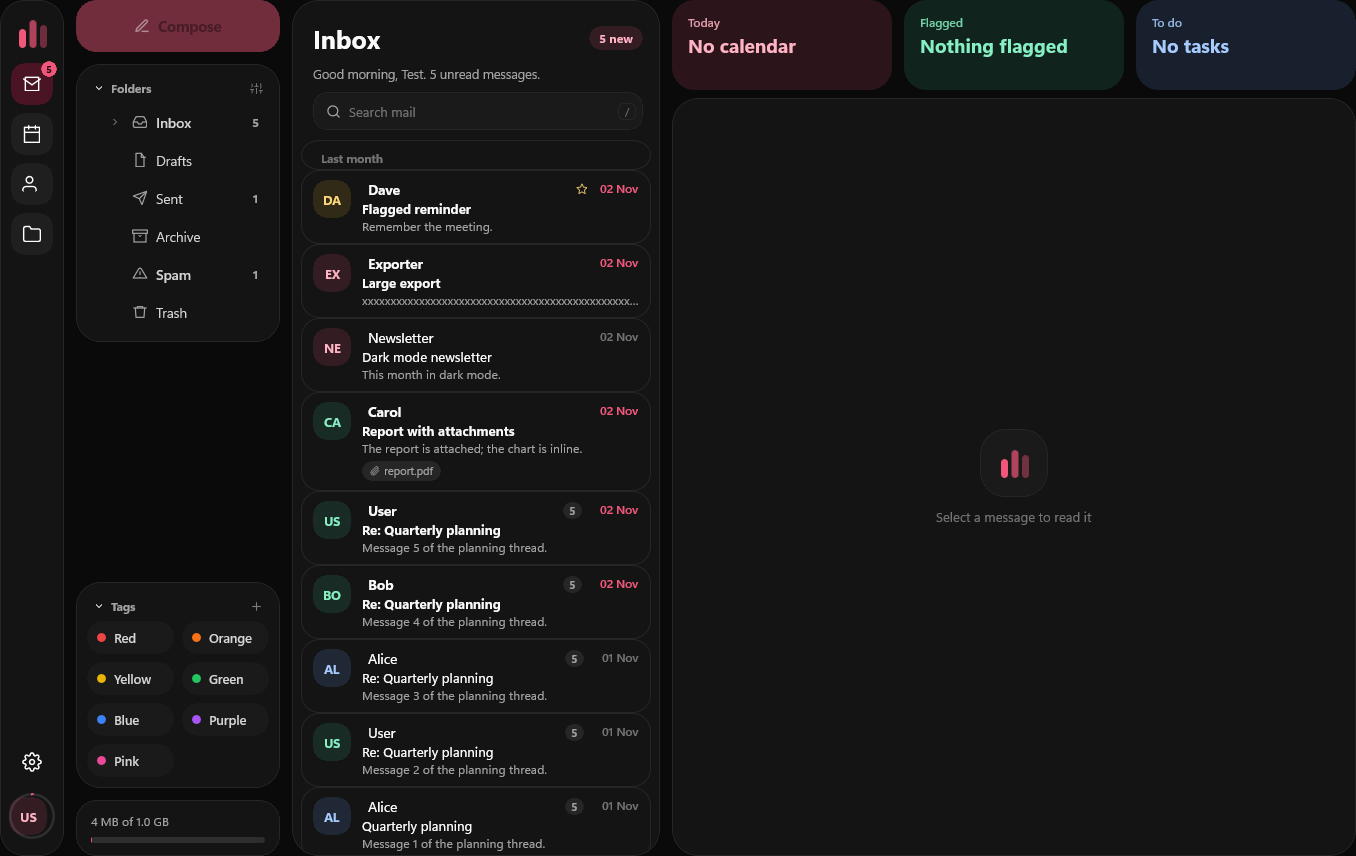 5
Compose
Folders
Inbox 5
Drafts
Sent 1
Archive
Spam 1
Trash
Tags
Red
Orange
Yellow
Green
Blue
Purple
Pink
4 MB of 1.0 GB
US
Inbox
5 new
Good morning, Test. 5 unread messages.
Search mail /
Last month
DA
Dave 02 Nov
Flagged reminder
Remember the meeting.
EX
Exporter 02 Nov
Large export
NE
Newsletter 02 Nov
Dark mode newsletter
This month in dark mode.
CA
Carol 02 Nov
Report with attachments
The report is attached; the chart is inline.
report.pdf
US
User 5 02 Nov
Re: Quarterly planning
Message 5 of the planning thread.
BO
Bob 5 02 Nov
Re: Quarterly planning
Message 4 of the planning thread.
AL
Alice 5 01 Nov
Re: Quarterly planning
Message 3 of the planning thread.
US
User 5 01 Nov
Re: Quarterly planning
Message 2 of the planning thread.
AL
Alice 5 01 Nov
Quarterly planning
Message 1 of the planning thread.
Today
No calendar
Flagged
Nothing flagged
To do
No tasks
Select a message to read it